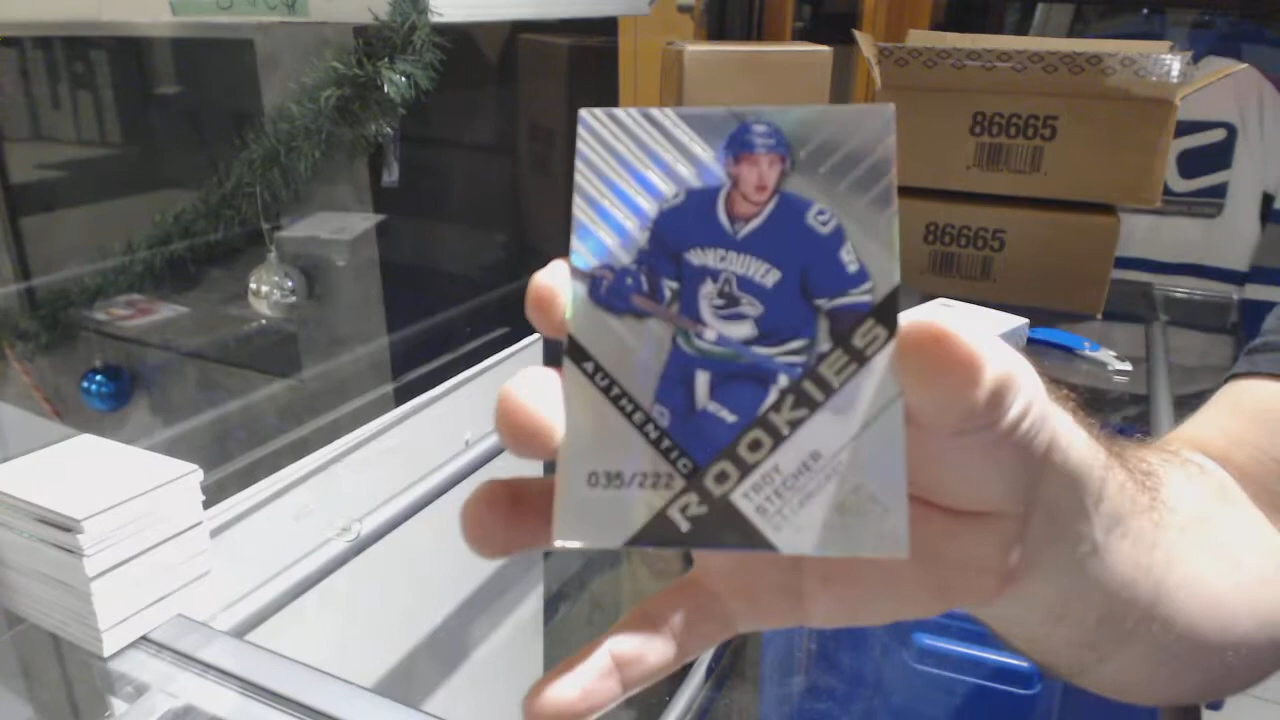 86665
86665
VANCOUVER
AUTHENTIC
ROOKIES
035/222
TROY
STECHER